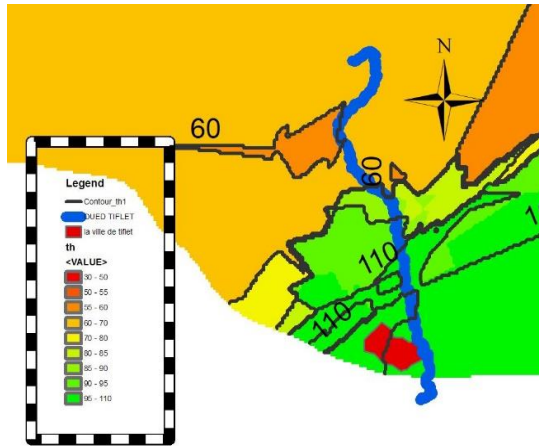 N
60
60
110
110
1
Legend
Contour_th1
OUED TIFLET
la ville de tiflet
th
<VALUE>
30 - 50
50 - 55
55 - 60
60 - 70
70 - 80
80 - 85
85 - 90
90 - 95
95 - 110